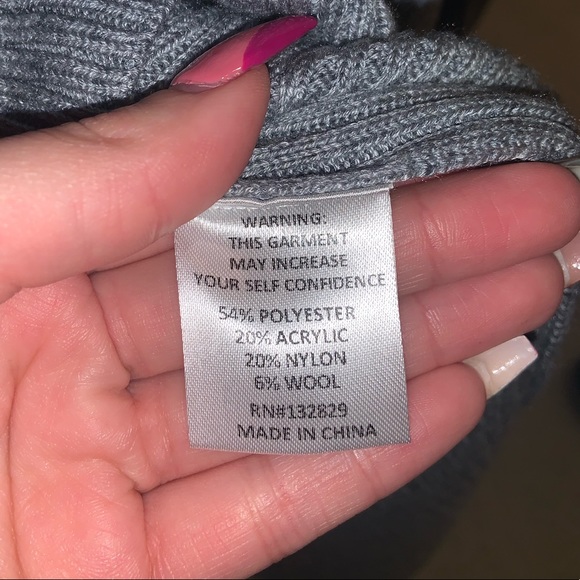 WARNING:
THIS GARMENT
MAY INCREASE
YOUR SELF CONFIDENCE
54% POLYESTER
20% ACRYLIC
20% NYLON
6% WOOL
RN#132829
MADE IN CHINA